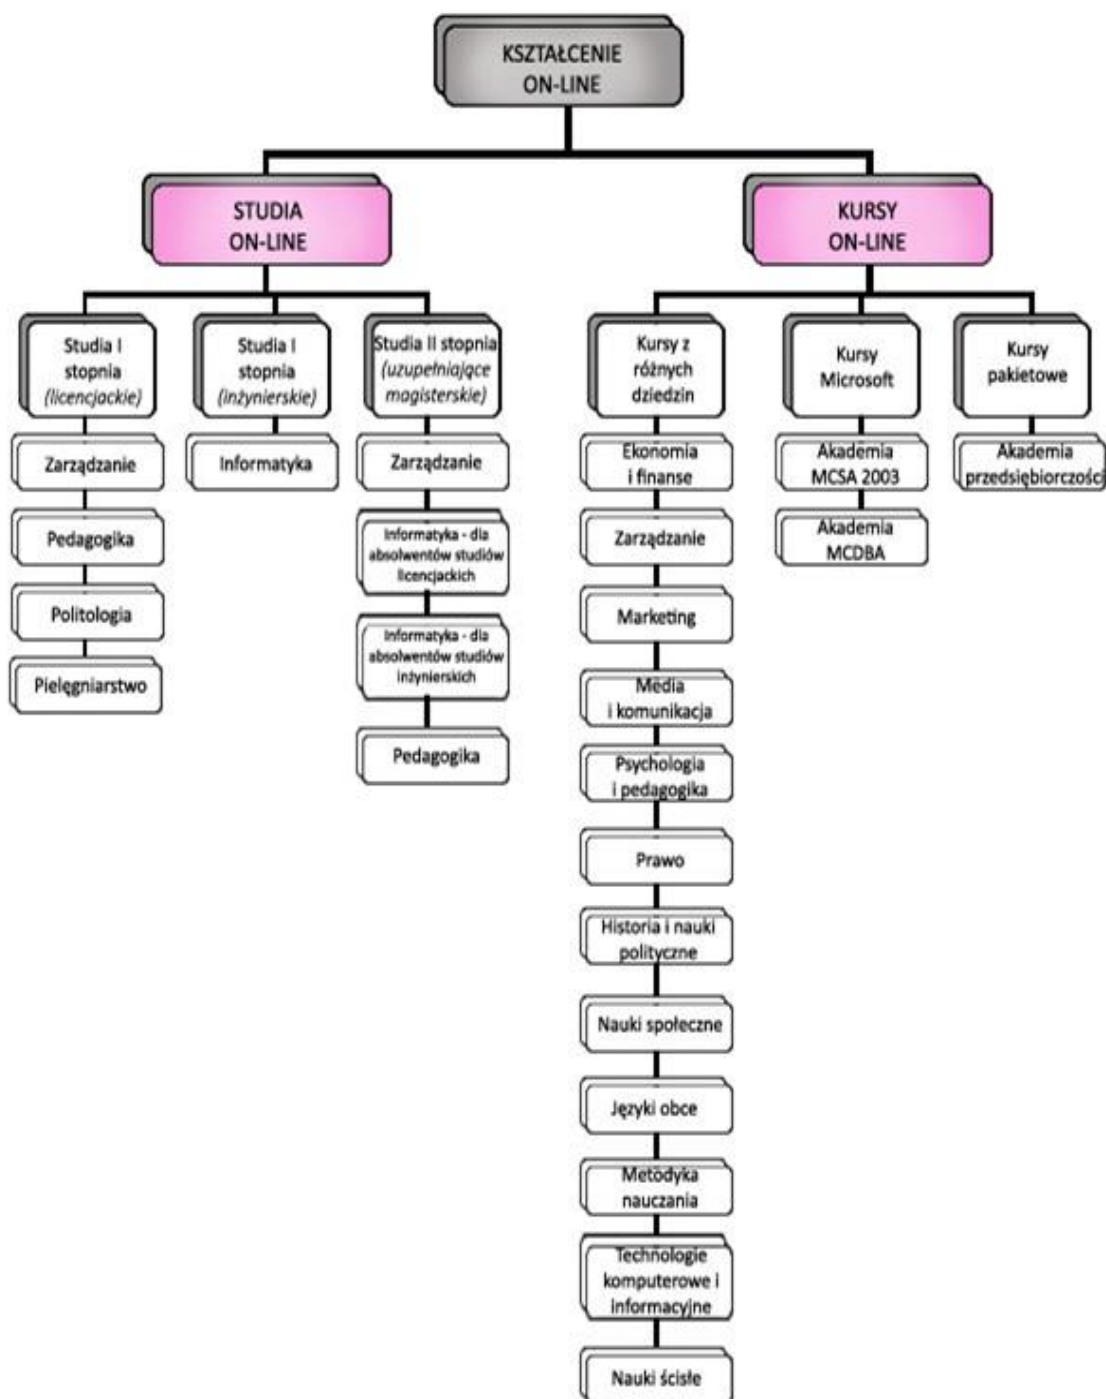 KSZTAŁCENIE
ON-LINE
STUDIA
ON-LINE
KURSY
ON-LINE
Studia I
stopnia
(licencjackie)
Studia I
stopnia
(inżynierskie)
Studia II stopnia
(uzupełniające
magisterskie)
Kursy z
różnych
dziedzin
Kursy
Microsoft
Kursy
pakietowe
Zarządzanie
Pedagogika
Politologia
Pielęgniarstwo
Informatyka
Zarządzanie
Informatyka - dla
absolwentów studiów
licencjackich
Informatyka - dla
absolwentów studiów
inżynierskich
Pedagogika
Ekonomia
i finanse
Zarządzanie
Marketing
Media
i komunikacja
Psychologia
i pedagogika
Prawo
Historia i nauki
polityczne
Nauki społeczne
Języki obce
Metodyka
nauczania
Technologie
komputerowe i
informacyjne
Nauki ścisłe
Akademia
MCSA 2003
Akademia
MCDBA
Akademia
przedsiębiorczości